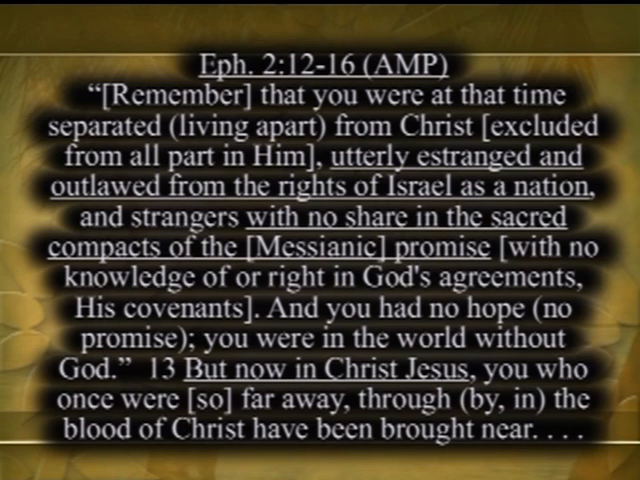 Eph. 2:12-16 (AMP)
“[Remember] that you were at that time
separated (living apart) from Christ [excluded
from all part in Him], utterly estranged and
outlawed from the rights of Israel as a nation,
and strangers with no share in the sacred
compacts of the [Messianic] promise [with no
knowledge of or right in God's agreements,
His covenants]. And you had no hope (no
promise); you were in the world without
God.” 13 But now in Christ Jesus, you who
once were [so] far away, through (by, in) the
blood of Christ have been brought near. . . .